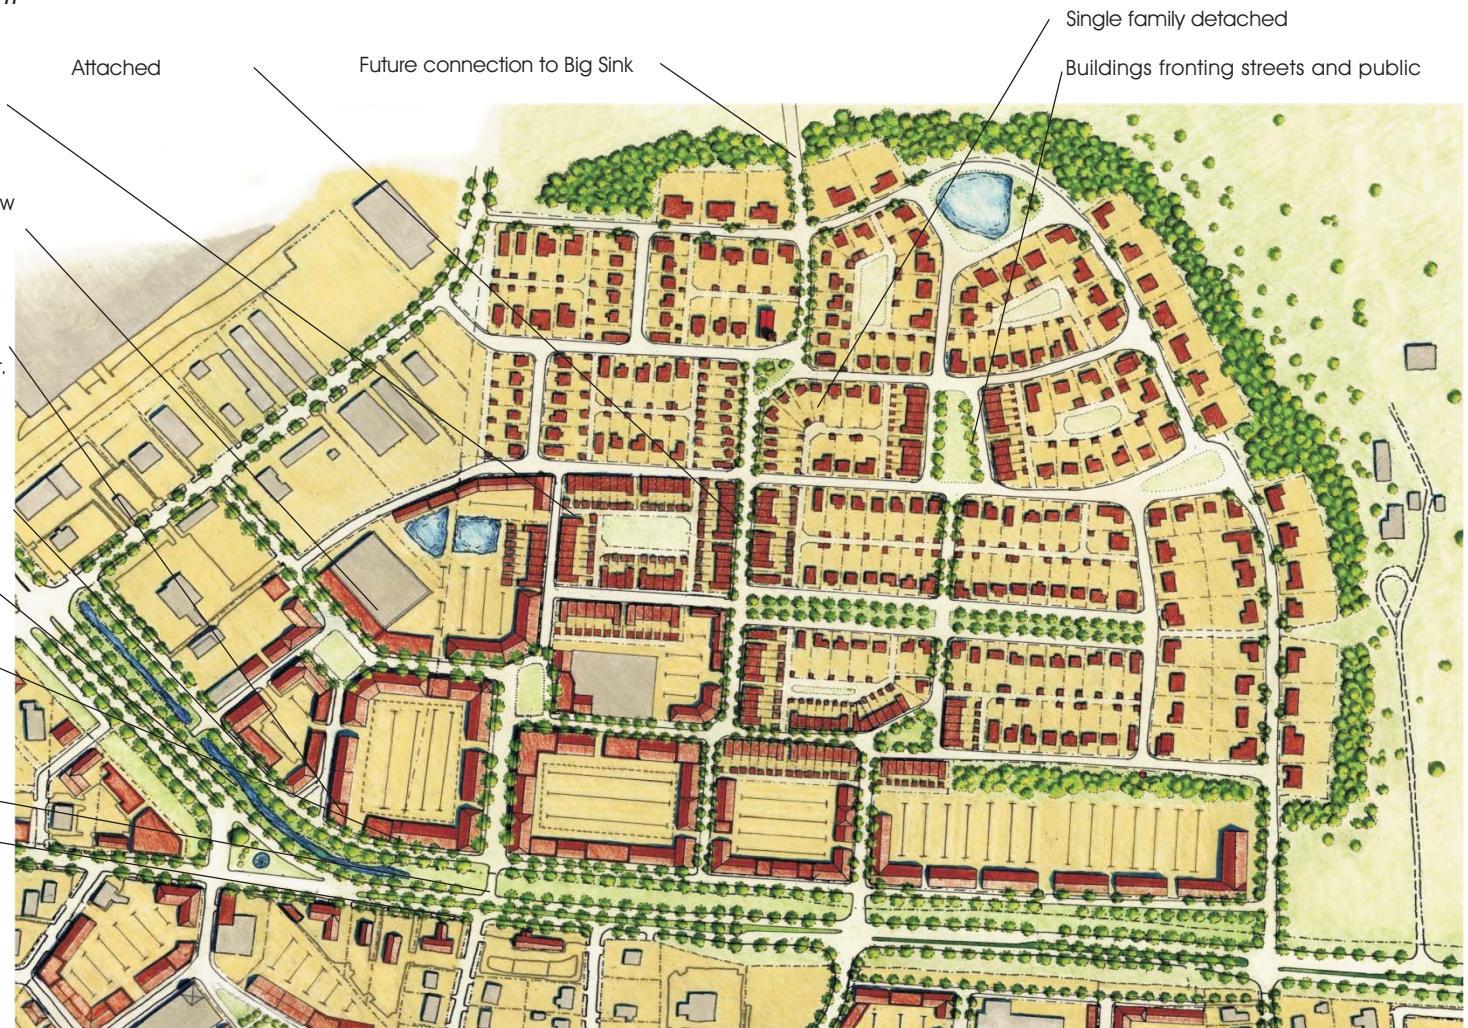 Single family detached
Attached
Future connection to Big Sink
Buildings fronting streets and public
w